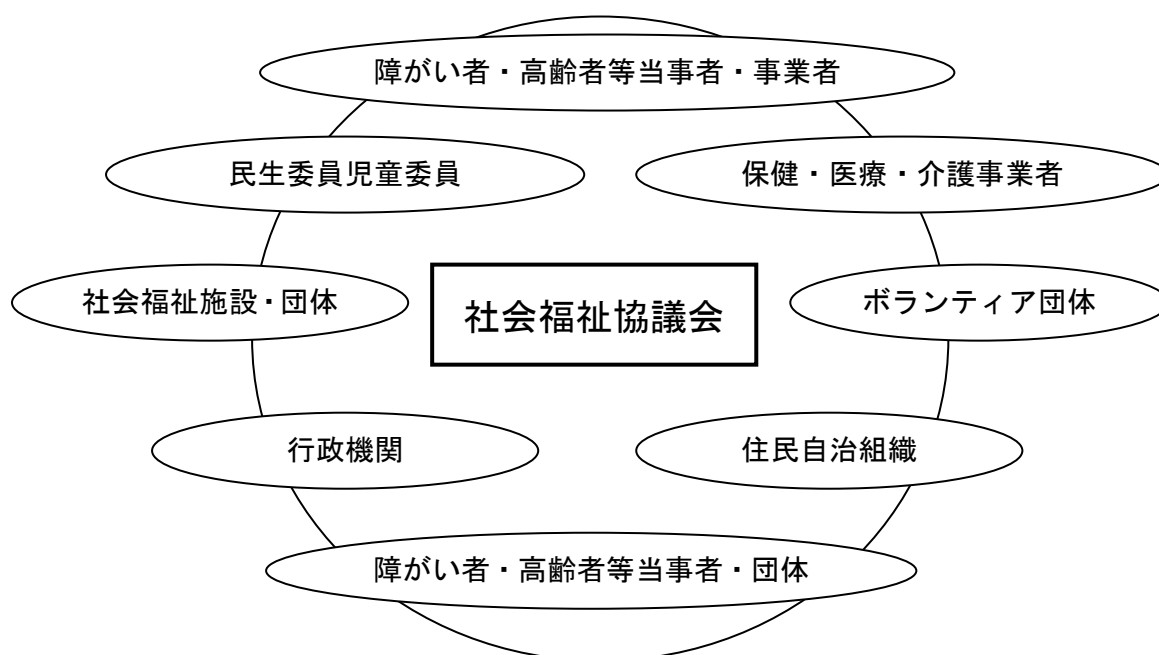 障がい者・高齢者等当事者・事業者
民生委員児童委員
保健・医療・介護事業者
社会福祉施設・団体
社会福祉協議会
ボランティア団体
行政機関
住民自治組織
障がい者・高齢者等当事者・団体